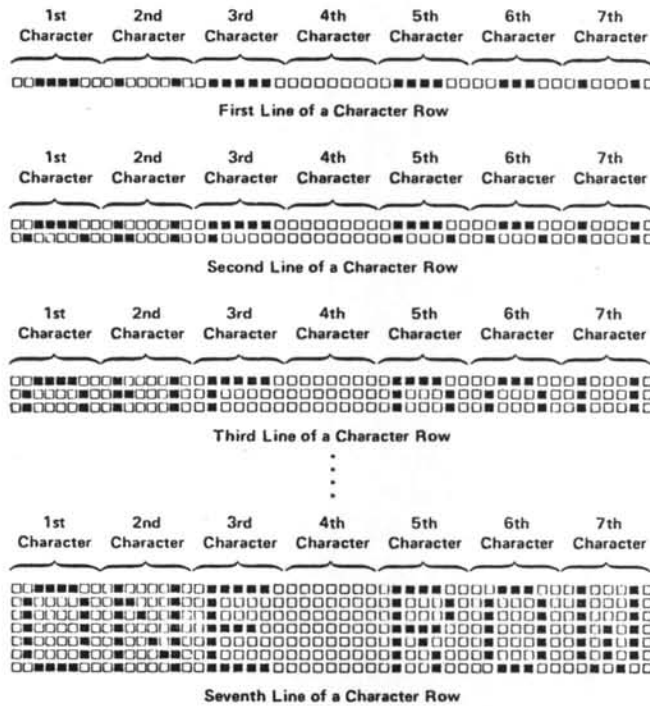 1st 2nd 3rd 4th 5th 6th 7th
Character Character Character Character Character Character Character
First Line of a Character Row
1st 2nd 3rd 4th 5th 6th 7th
Character Character Character Character Character Character Character
Second Line of a Character Row
1st 2nd 3rd 4th 5th 6th 7th
Character Character Character Character Character Character Character
Third Line of a Character Row
1st 2nd 3rd 4th 5th 6th 7th
Character Character Character Character Character Character Character
Seventh Line of a Character Row